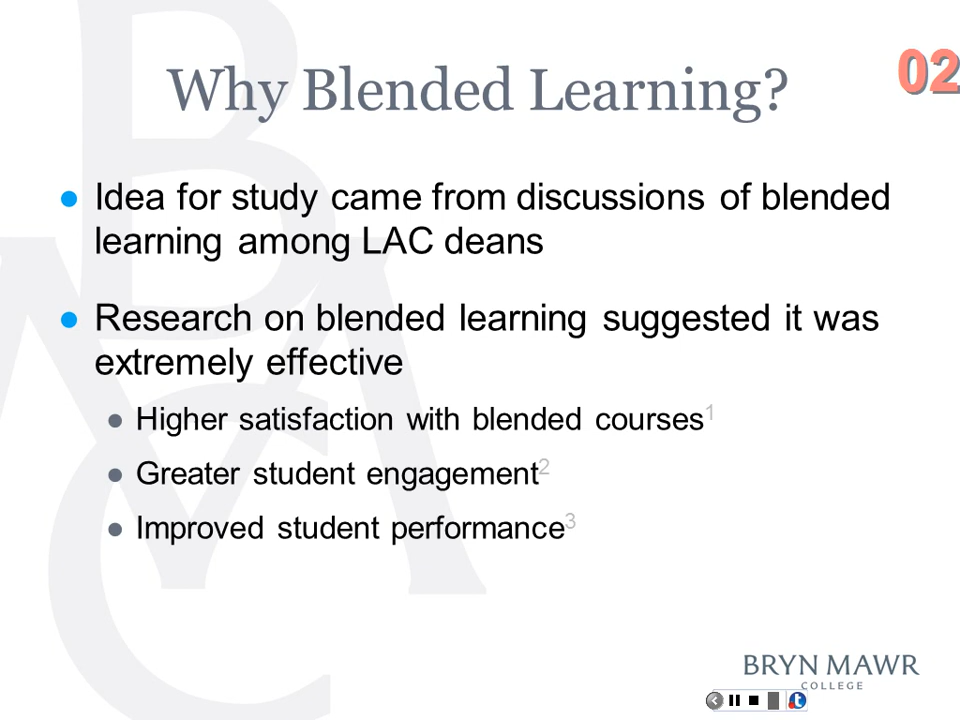 Why Blended Learning?
02
● Idea for study came from discussions of blended
learning among LAC deans
● Research on blended learning suggested it was
extremely effective
● Higher satisfaction with blended courses¹
● Greater student engagement²
● Improved student performance³
BRYN MAWR
COLLEGE